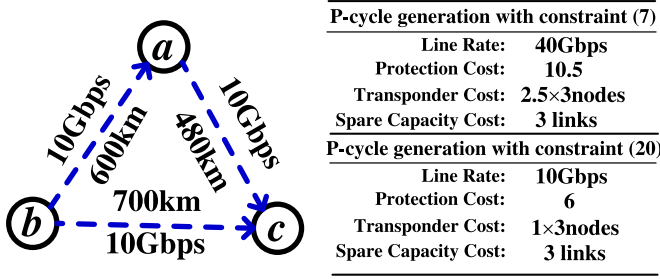 a
10Gbps
600km
10Gbps
480km
b
700km
10Gbps
c
P-cycle generation with constraint (7)
Line Rate: 40Gbps
Protection Cost: 10.5
Transponder Cost: 2.5×3nodes
Spare Capacity Cost: 3 links
P-cycle generation with constraint (20)
Line Rate: 10Gbps
Protection Cost: 6
Transponder Cost: 1×3nodes
Spare Capacity Cost: 3 links